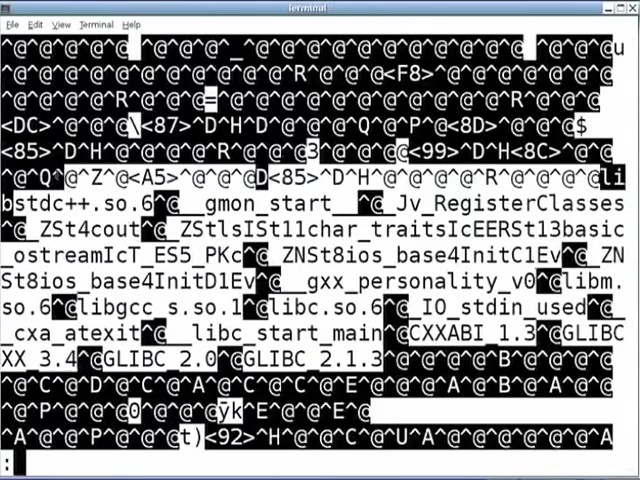 Terminal
File Edit View Terminal Help
^@^@^@^@^@ ^@^@^@_^@^@^@^@^@^@^@^@^@^@^@ ^@^@^@u
^@^@^@^@^@^@^@^@^@^@^@^R^@^@^@<F8>^@^@^@^@^@^@^@
^@^@^@^@^R^@^@^@=^@^@^@^@^@^@^@^@^@^@^@^R^@^@^@
<DC>^@^@^@\<87>^D^H^D^@^@^@^Q^@^P^@<8D>^@^@^@$
<85>^D^H^@^@^@^@^R^@^@^@3^@^@^@@<99>^D^H<8C>^@^@
^@^Q^@^Z^@<A5>^@^@^@D<85>^D^H^@^@^@^@^R^@^@^@li
bstdc++.so.6^@__gmon_start__^@_Jv_RegisterClasses
^@_ZSt4cout^@_ZStlsISt11char_traitsIcEERSt13basic
_ostreamIcT_ES5_PKc^@_ZNSt8ios_base4InitC1Ev^@_ZN
St8ios_base4InitD1Ev^@__gxx_personality_v0^@libm.
so.6^@libgcc_s.so.1^@libc.so.6^@_IO_stdin_used^@_
_cxa_atexit^@__libc_start_main^@CXXABI_1.3^@GLIBC
XX_3.4^@GLIBC_2.0^@GLIBC_2.1.3^@^@^@^@^B^@^@^@
^@^C^@^D^@^C^@^A^@^C^@^C^@^E^@^@^@^A^@^B^@^A^@^@
^@^P^@^@^@0^@^@^@^@ÿk^E^@^@^E^@
^A^@^@^P^@^@^@t)<92>^H^@^@^C^@^U^A^@^@^@^@^@^@^A
: